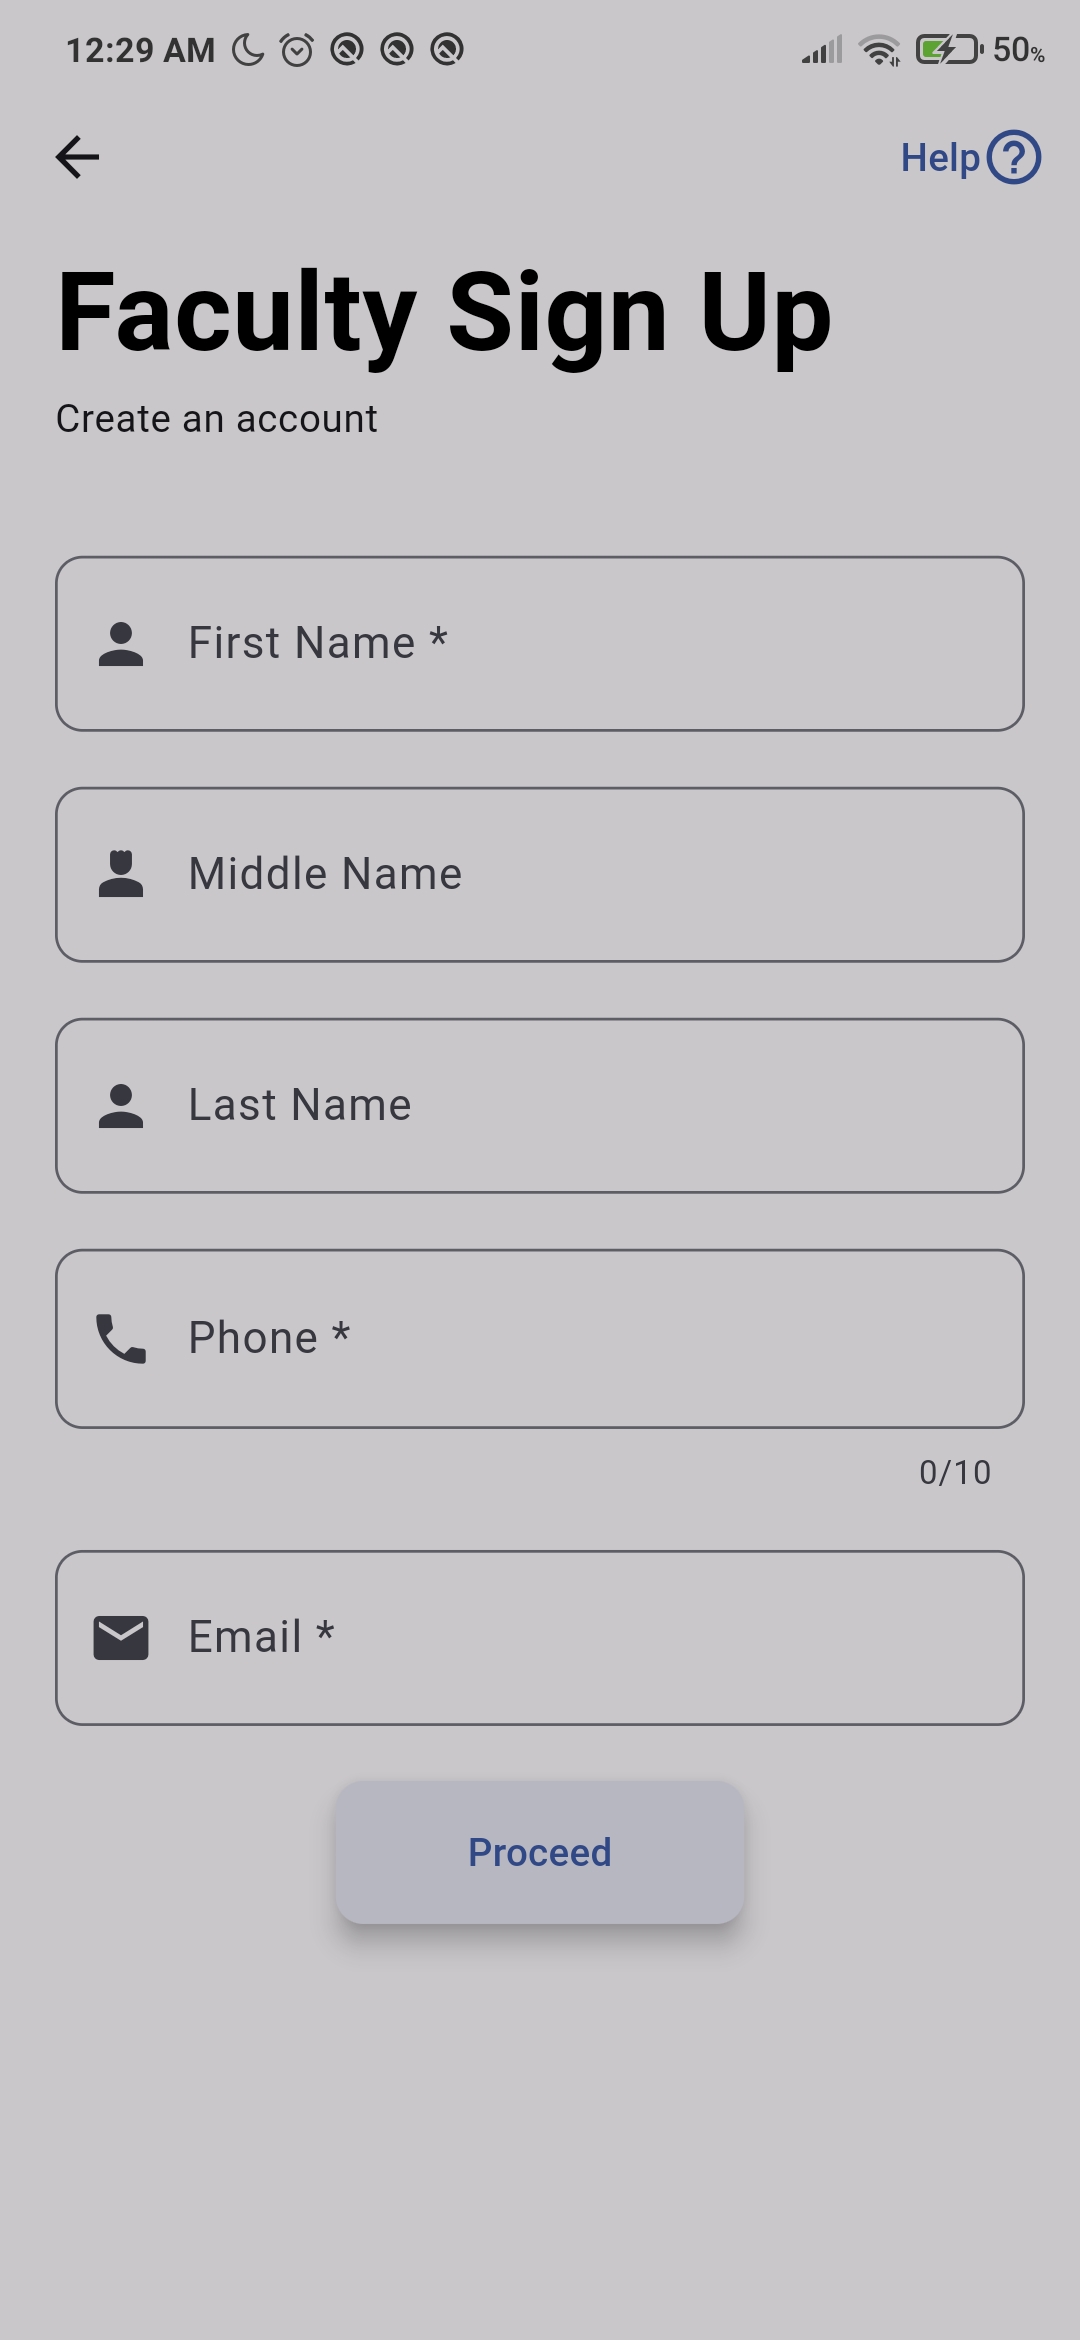 12:29 AM 50%
Help
Faculty Sign Up
Create an account
First Name *
Middle Name
Last Name
Phone *
0/10
Email *
Proceed